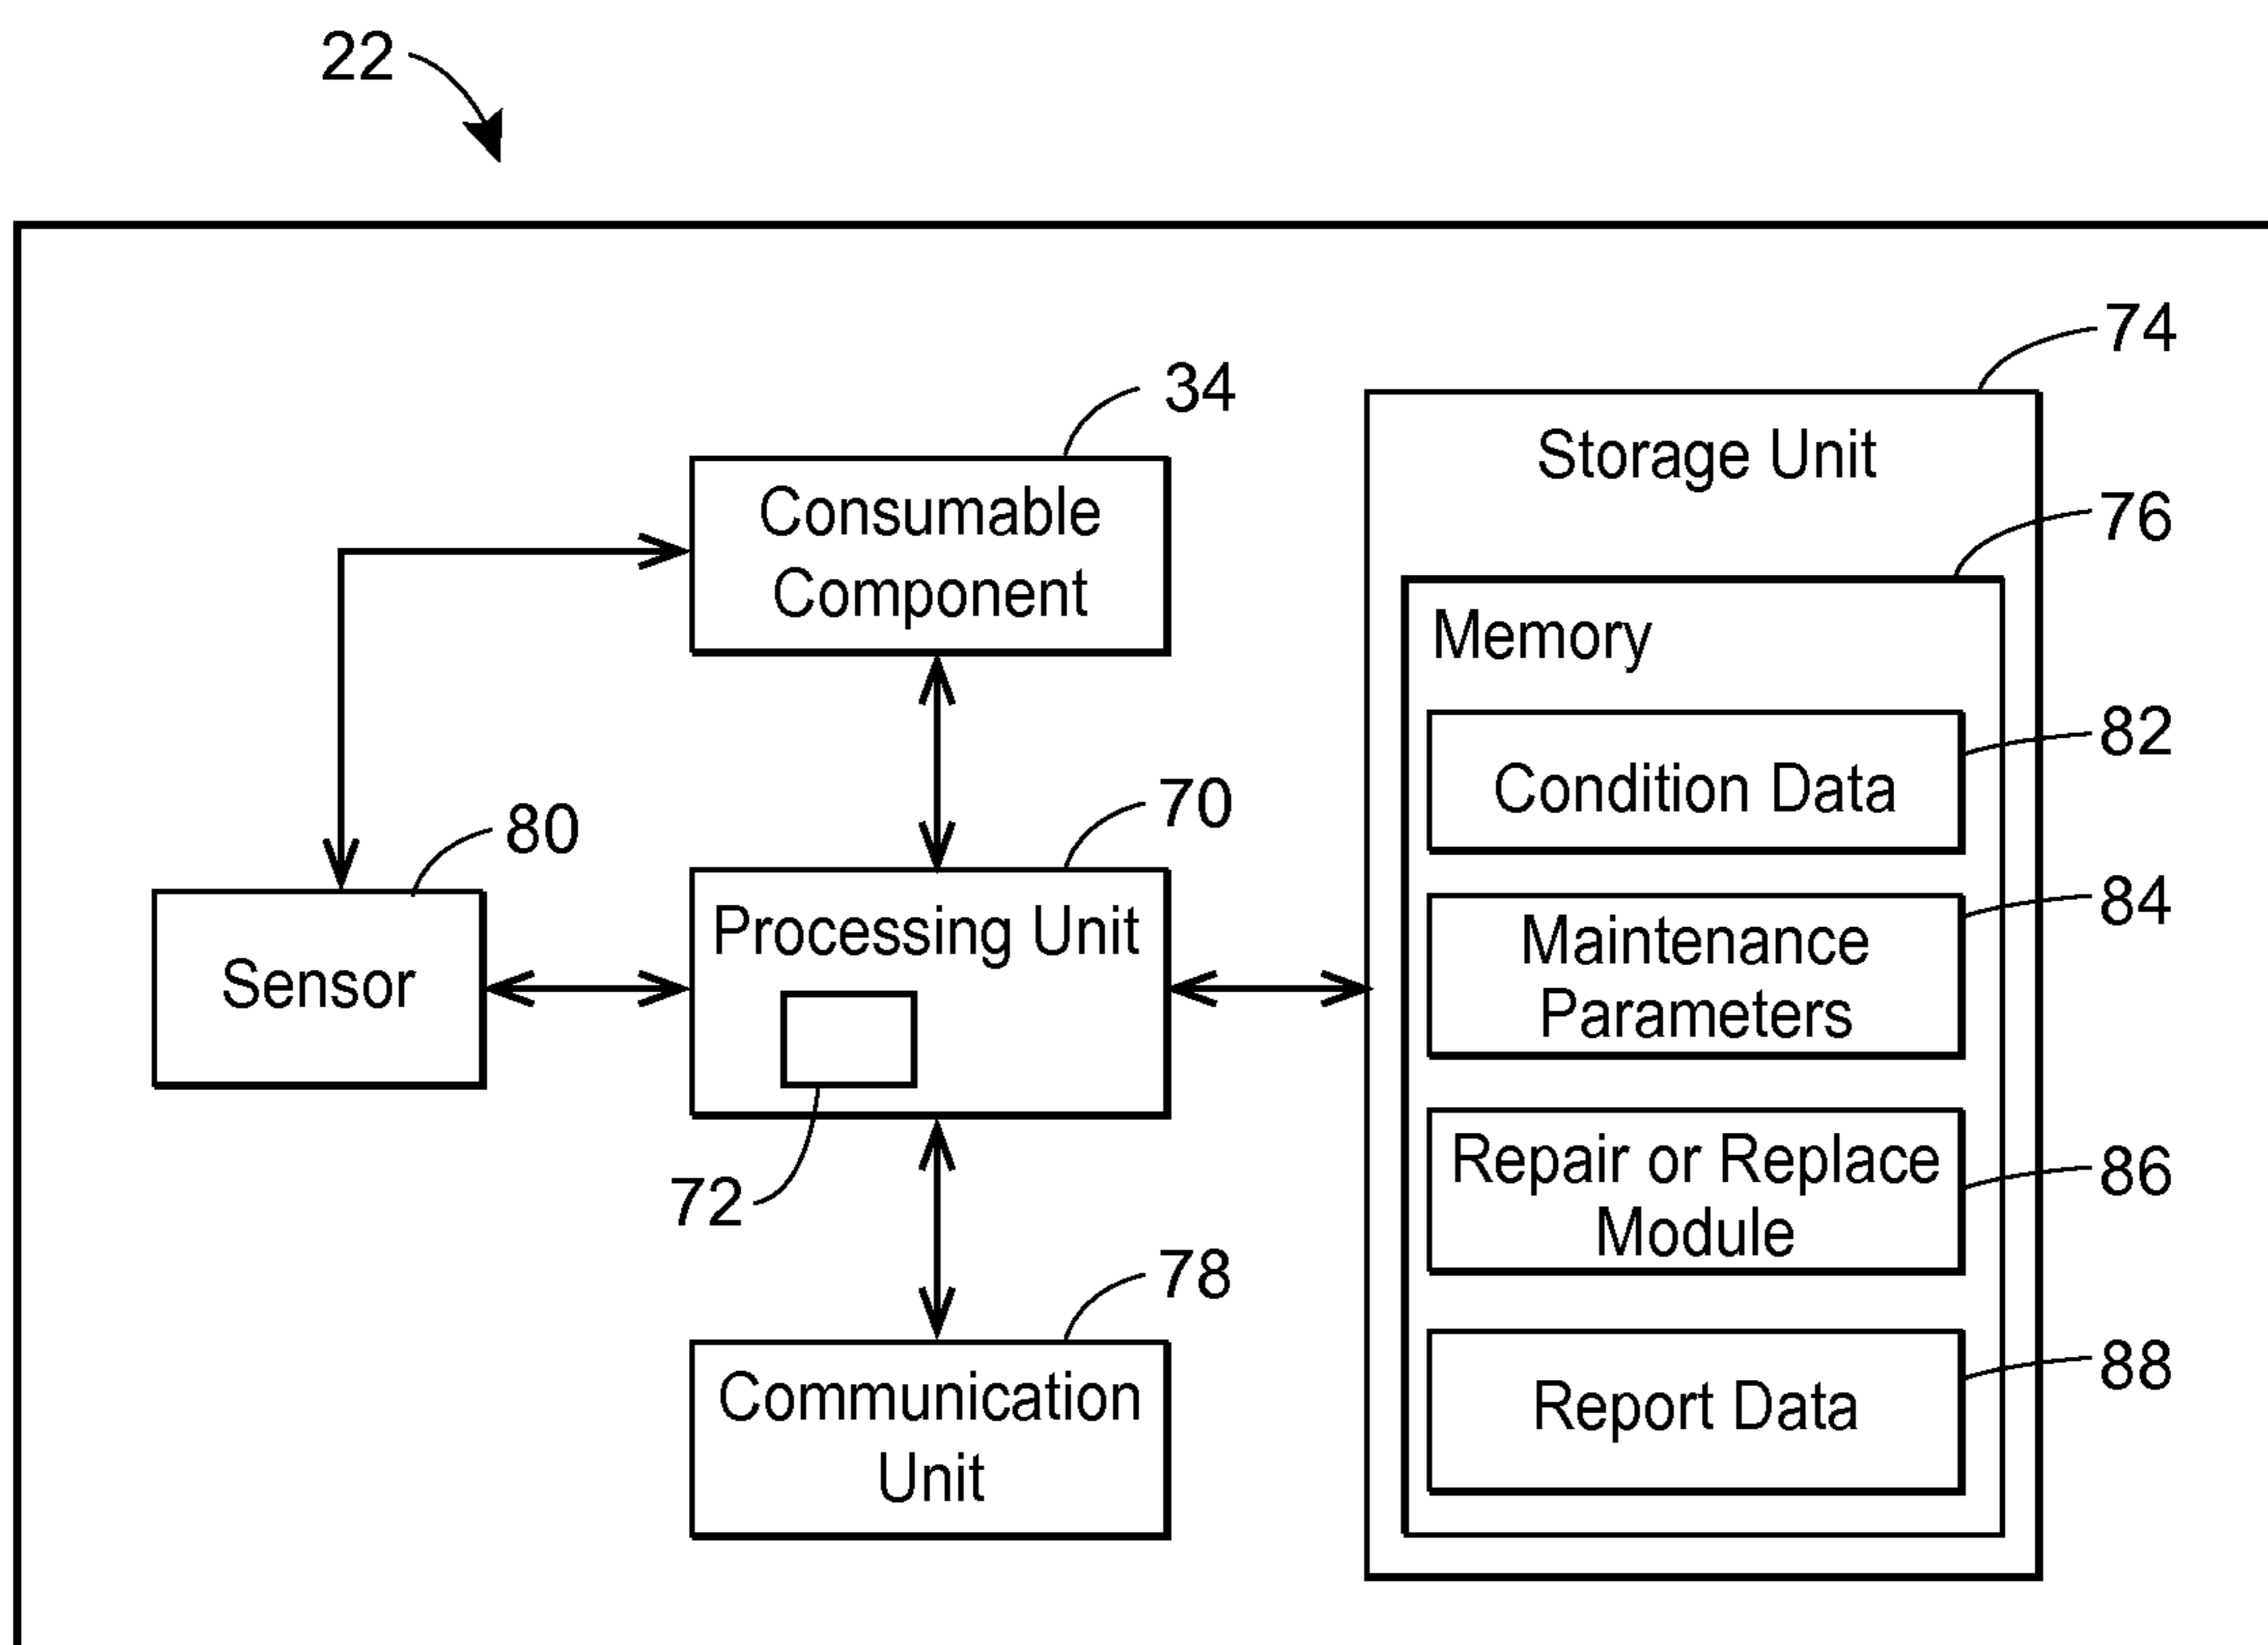 22
74
34
Storage Unit
76
Consumable
Component
Memory
82
Condition Data
80
70
84
Processing Unit
Maintenance
Parameters
Sensor
72
Repair or Replace
Module
86
78
88
Communication
Unit
Report Data